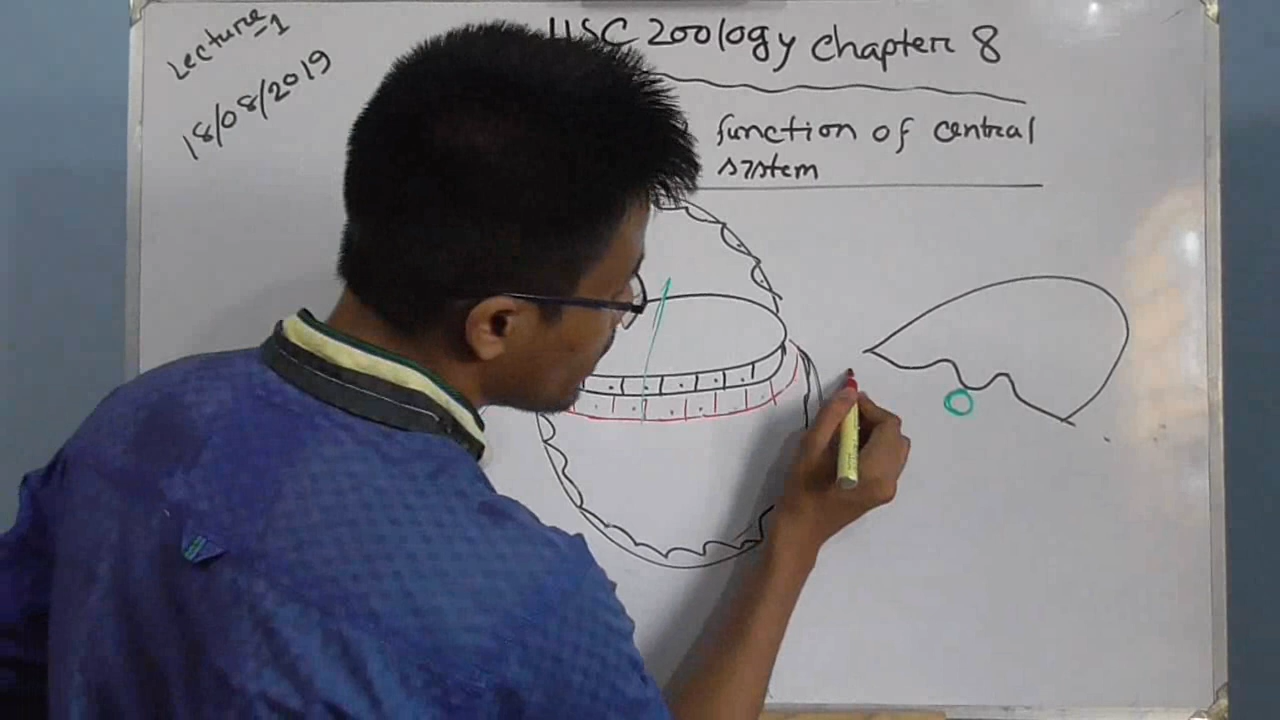 Lecture-1
18/08/2019
HSC Zoology Chapter 8
function of central
system